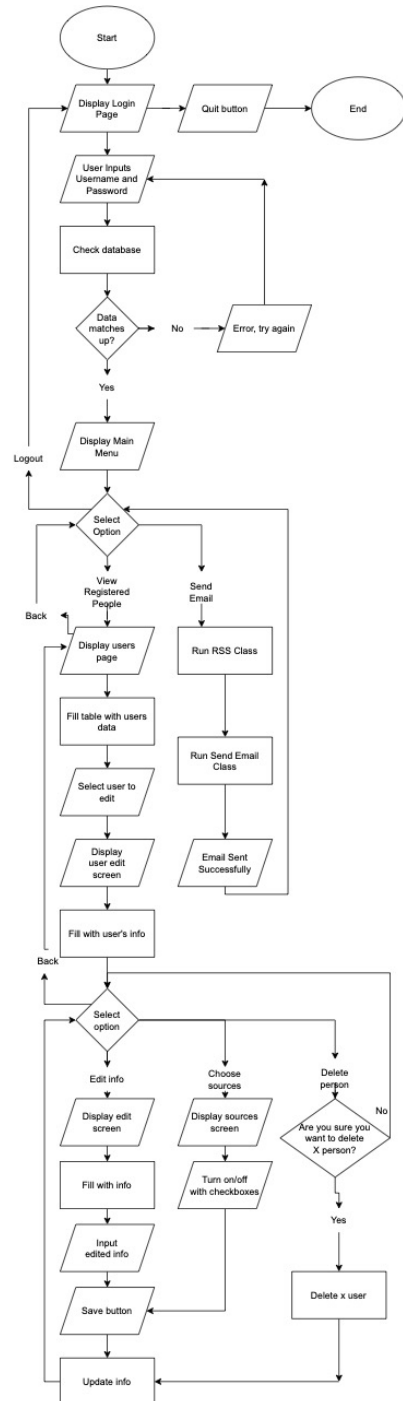 Start
Display Login
Page
Quit button
End
User Inputs
Username and
Password
Check database
Data
matches
up?
No
Error, try again
Yes
Display Main
Menu
Logout
Select
Option
View
Registered
People
Send
Email
Back
Display users
page
Run RSS Class
Fill table with users
data
Run Send Email
Class
Select user to
edit
Display
user edit
screen
Email Sent
Successfully
Fill with user's info
Back
Select
option
Edit info
Choose
sources
Delete
person
No
Display edit
screen
Display sources
screen
Are you sure you
want to delete
X person?
Fill with info
Turn on/off
with checkboxes
Input
edited info
Yes
Save button
Delete x user
Update info